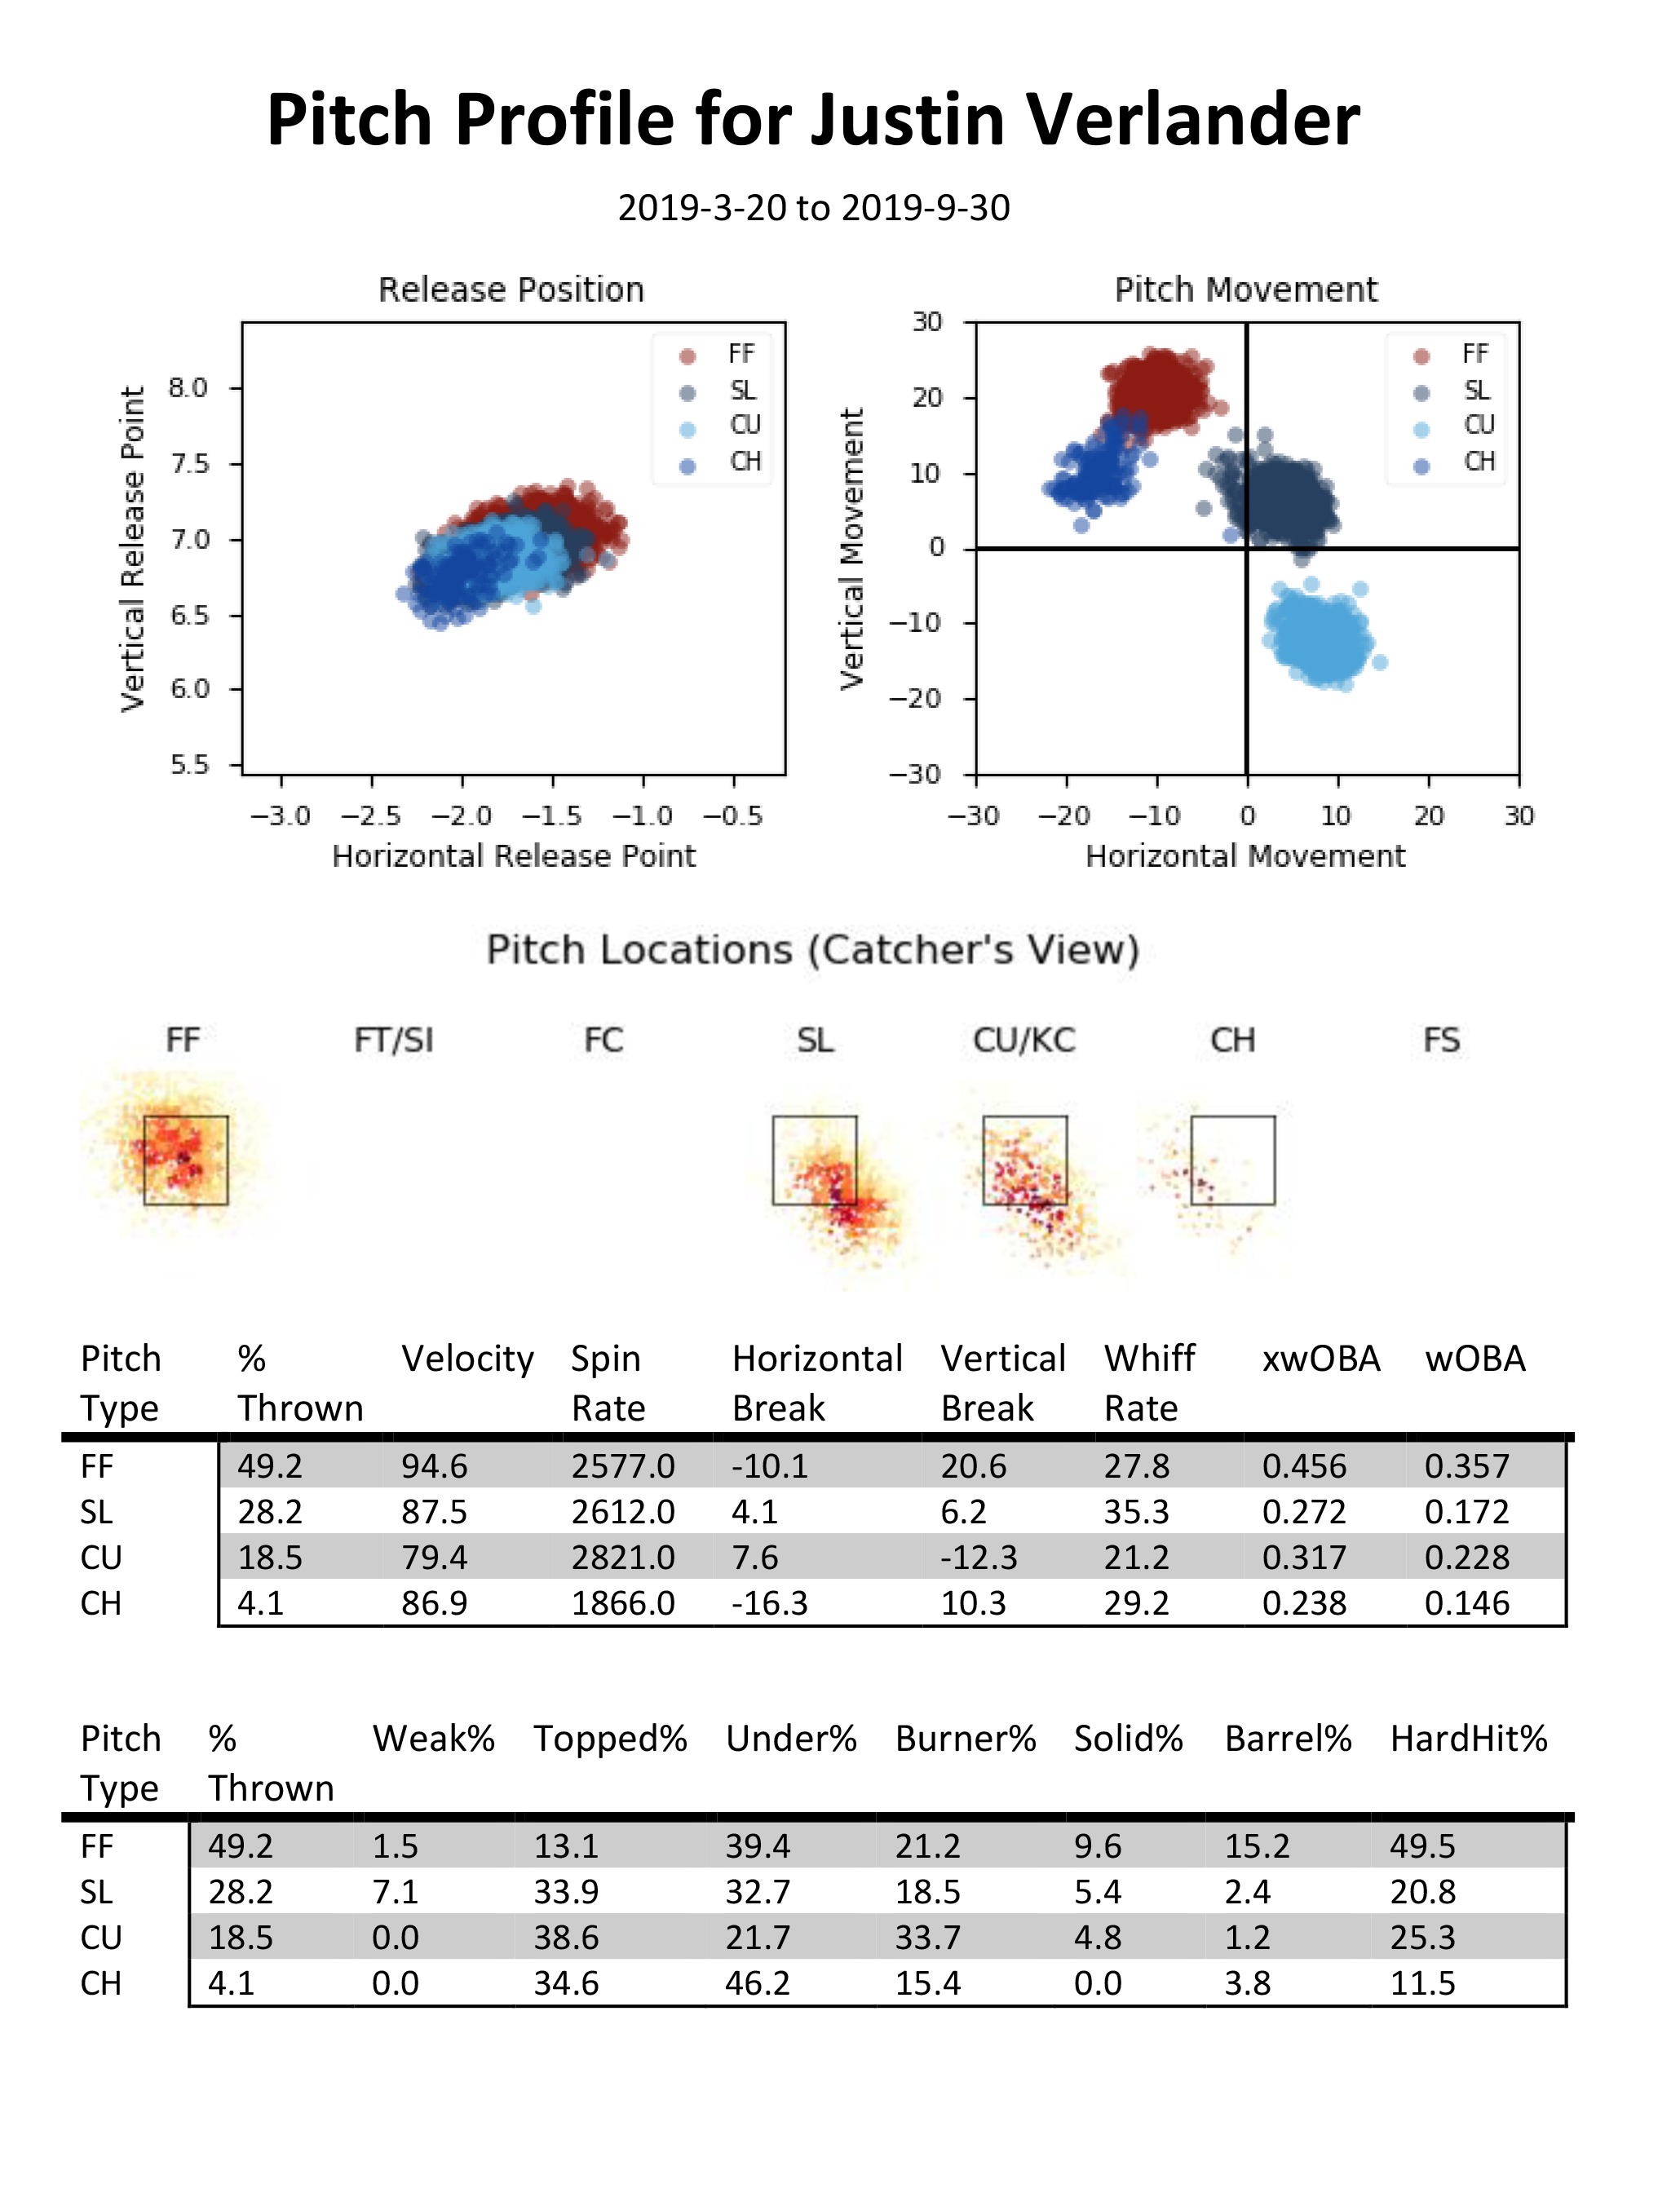 Pitch Profile for Justin Verlander
2019-3-20 to 2019-9-30
Release Position
FF
SL
CU
CH
8.0
7.5
7.0
6.5
6.0
5.5
Vertical Release Point
−3.0 −2.5 −2.0 −1.5 −1.0 −0.5
Horizontal Release Point
Pitch Movement
FF
SL
CU
CH
30
20
10
0
−10
−20
−30
Vertical Movement
−30 −20 −10 0 10 20 30
Horizontal Movement
Pitch Locations (Catcher's View)
FF FT/SI FC SL CU/KC CH FS
Pitch % Velocity Spin Horizontal Vertical Whiff xwOBA wOBA
Type Thrown Rate Break Break Rate
FF 49.2 94.6 2577.0 -10.1 20.6 27.8 0.456 0.357
SL 28.2 87.5 2612.0 4.1 6.2 35.3 0.272 0.172
CU 18.5 79.4 2821.0 7.6 -12.3 21.2 0.317 0.228
CH 4.1 86.9 1866.0 -16.3 10.3 29.2 0.238 0.146
Pitch % Weak% Topped% Under% Burner% Solid% Barrel% HardHit%
Type Thrown
FF 49.2 1.5 13.1 39.4 21.2 9.6 15.2 49.5
SL 28.2 7.1 33.9 32.7 18.5 5.4 2.4 20.8
CU 18.5 0.0 38.6 21.7 33.7 4.8 1.2 25.3
CH 4.1 0.0 34.6 46.2 15.4 0.0 3.8 11.5